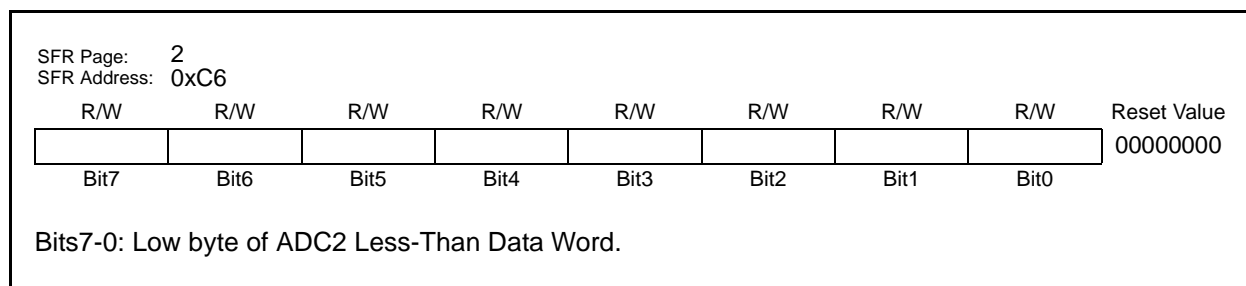 SFR Page: 2
SFR Address: 0xC6
R/W R/W R/W R/W R/W R/W R/W R/W Reset Value
00000000
Bit7 Bit6 Bit5 Bit4 Bit3 Bit2 Bit1 Bit0
Bits7-0: Low byte of ADC2 Less-Than Data Word.